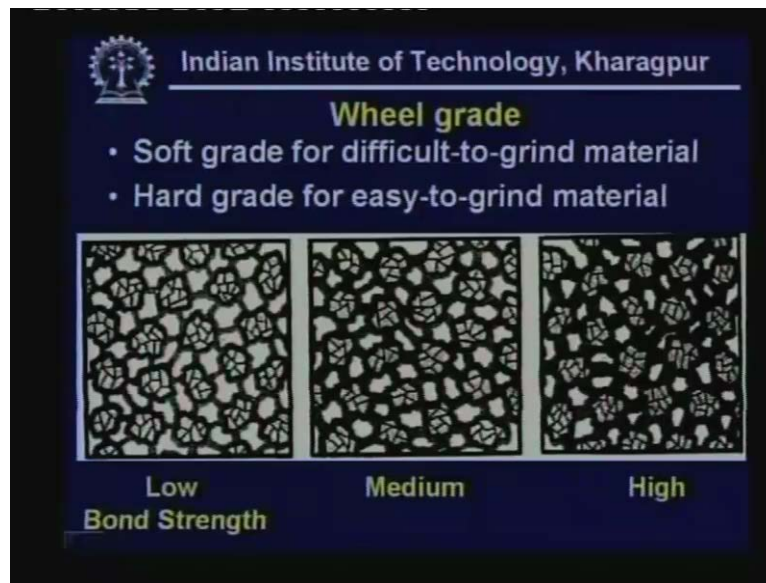 Indian Institute of Technology, Kharagpur
Wheel grade
• Soft grade for difficult-to-grind material
• Hard grade for easy-to-grind material
Low
Medium
High
Bond Strength